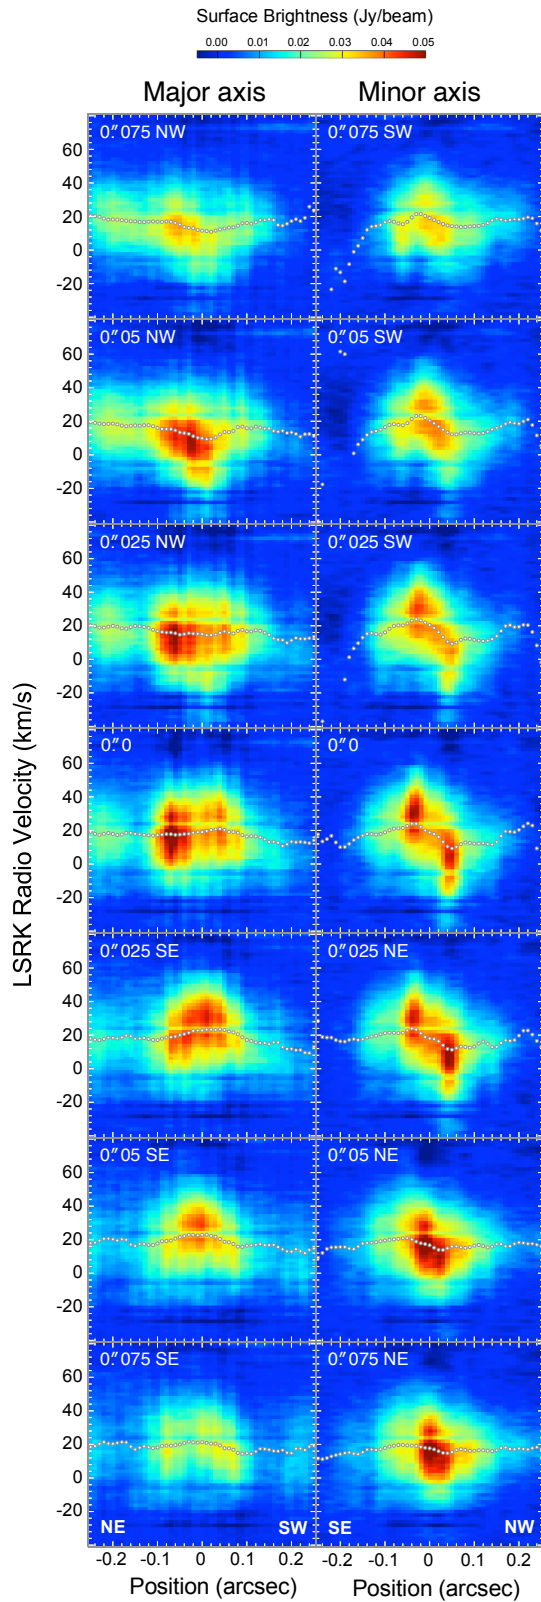 Surface Brightness (Jy/beam)
0.00 0.01 0.02 0.03 0.04 0.05
Major axis Minor axis
0".075 NW 0".075 SW
60
40
20
0
-20
0".05 NW 0".05 SW
60
40
20
0
-20
0".025 NW 0".025 SW
60
40
20
0
-20
0".0 0".0
60
40
20
0
-20
0".025 SE 0".025 NE
60
40
20
0
-20
0".05 SE 0".05 NE
60
40
20
0
-20
0".075 SE 0".075 NE
60
40
20
0
-20
LSRK Radio Velocity (km/s)
NE SW SE NW
-0.2 -0.1 0 0.1 0.2 -0.2 -0.1 0 0.1 0.2
Position (arcsec) Position (arcsec)